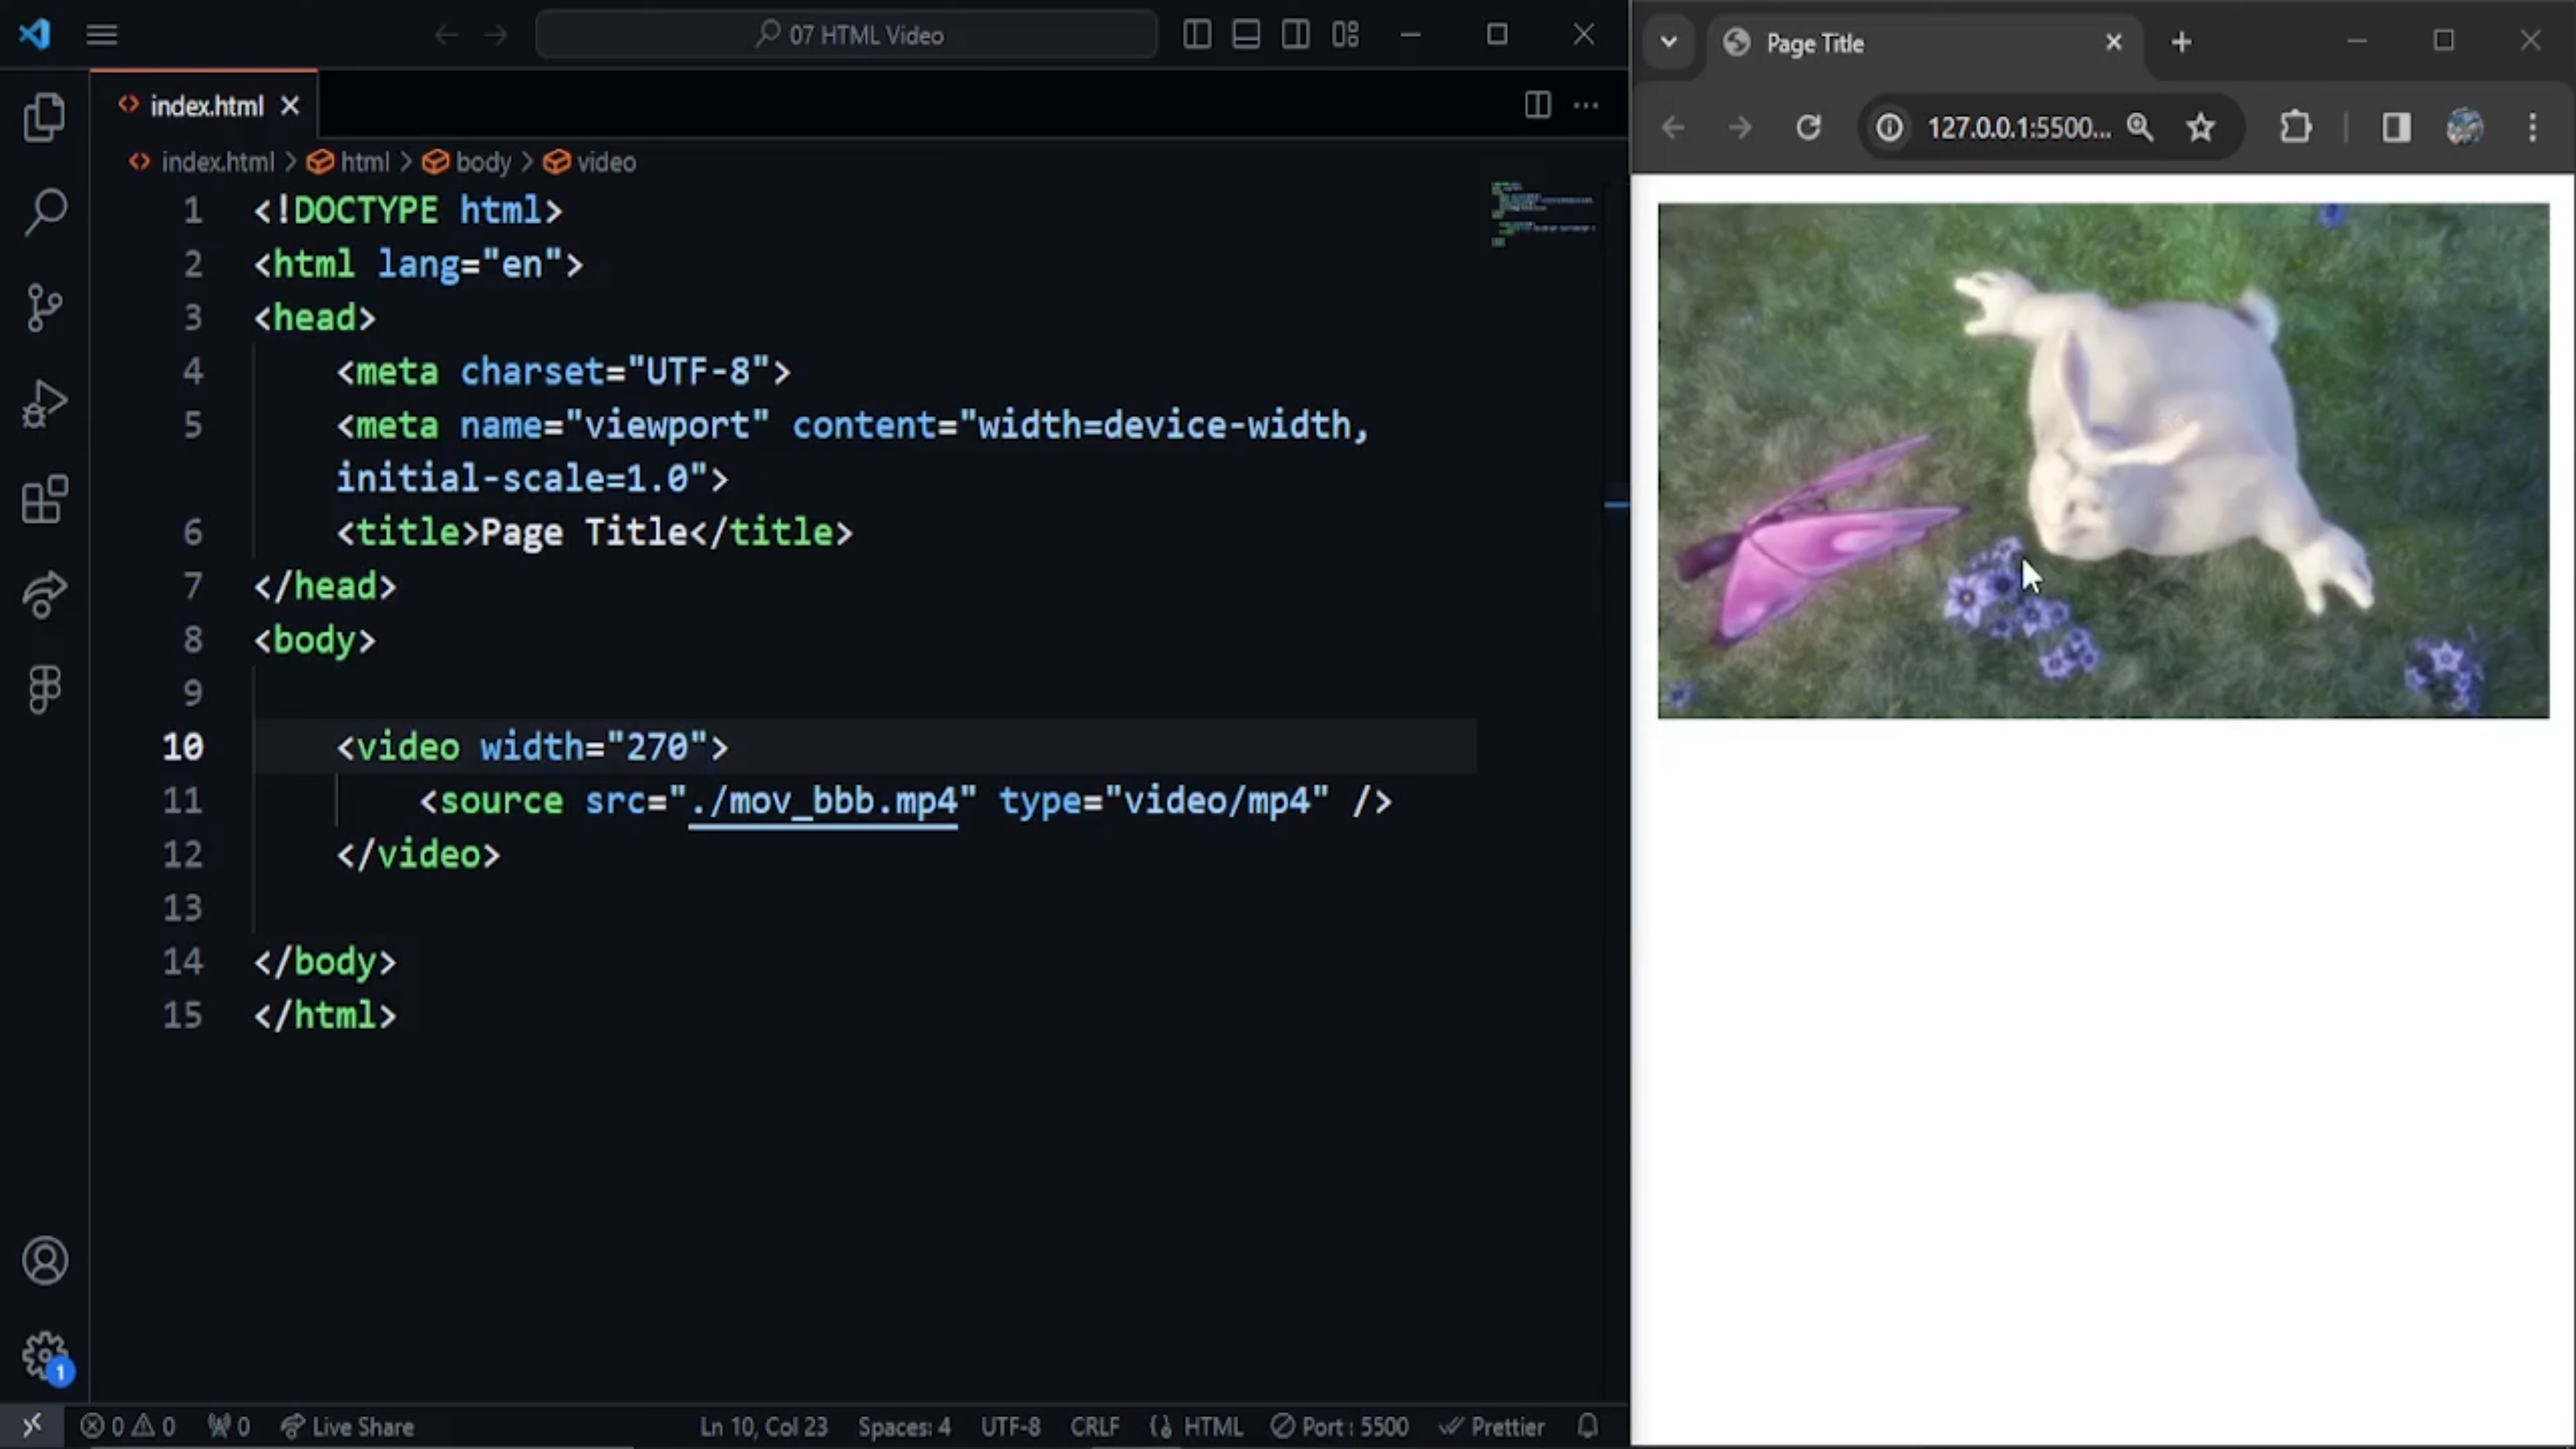 07 HTML Video
index.html
index.html > html > body > video
1 <!DOCTYPE html>
2 <html lang="en">
3 <head>
4 <meta charset="UTF-8">
5 <meta name="viewport" content="width=device-width,
initial-scale=1.0">
6 <title>Page Title</title>
7 </head>
8 <body>
9
10 <video width="270">
11 <source src="./mov_bbb.mp4" type="video/mp4" />
12 </video>
13
14 </body>
15 </html>
1
0 0 0 Live Share Ln 10, Col 23 Spaces: 4 UTF-8 CRLF HTML Port : 5500 Prettier
Page Title
127.0.0.1:5500...